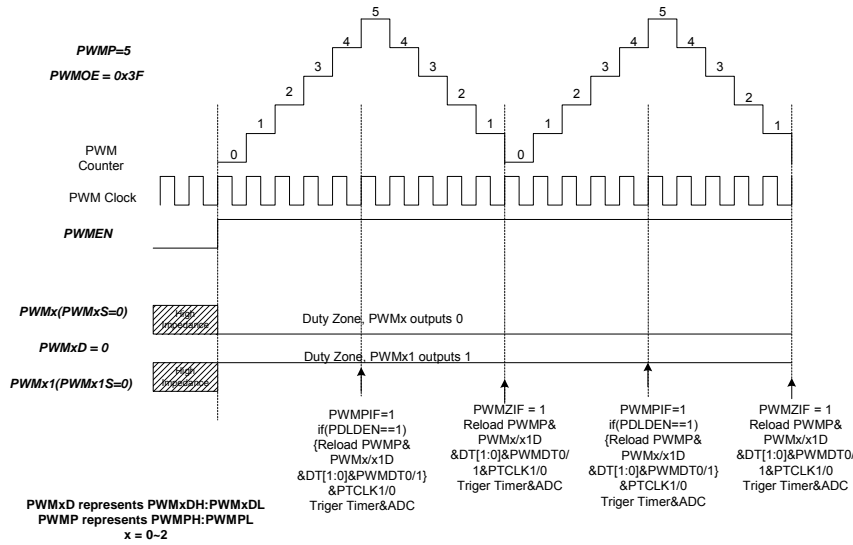 PWMP=5
PWMOE = 0x3F
5
5
4
4
4
4
3
3
3
3
2
2
2
2
1
1
1
1
0
0
PWM
Counter
PWM Clock
PWMEN
PWMx(PWMxS=0)
High
Impedance
Duty Zone, PWMx outputs 0
PWMxD = 0
High
Impedance
Duty Zone, PWMx1 outputs 1
PWMx1(PWMx1S=0)
PWMPIF=1
if(PDLDEN==1)
{Reload PWMP&
PWMx/x1D
&DT[1:0]&PWMDT0/1}
&PTCLK1/0
Triger Timer&ADC
PWMZIF = 1
Reload PWMP&
PWMx/x1D
&DT[1:0]&PWMDT0/
1&PTCLK1/0
Triger Timer&ADC
PWMPIF=1
if(PDLDEN==1)
{Reload PWMP&
PWMx/x1D
&DT[1:0]&PWMDT0/1}
&PTCLK1/0
Triger Timer&ADC
PWMZIF = 1
Reload PWMP&
PWMx/x1D
&DT[1:0]&PWMDT0/
1&PTCLK1/0
Triger Timer&ADC
PWMxD represents PWMxDH:PWMxDL
PWMP represents PWMPH:PWMPL
x = 0~2